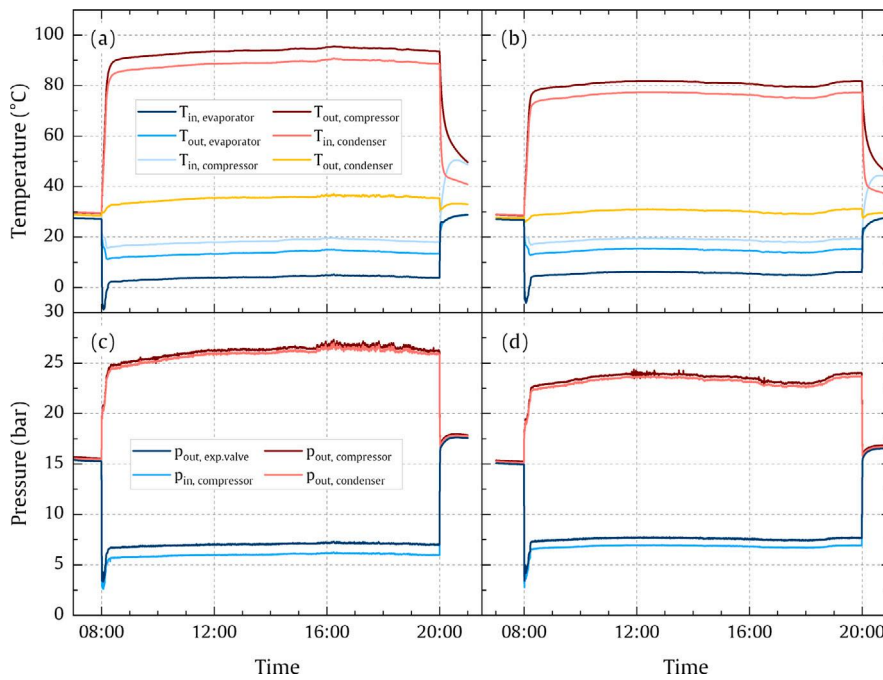 (a)
(b)
100
80
60
40
20
0
Temperature (°C)
T_in, evaporator
T_out, compressor
T_out, evaporator
T_in, condenser
T_in, compressor
T_out, condenser
(c)
(d)
30
25
20
15
10
5
0
Pressure (bar)
p_out, exp.valve
p_out, compressor
p_in, compressor
p_out, condenser
08:00 12:00 16:00 20:00 08:00 12:00 16:00 20:00
Time Time